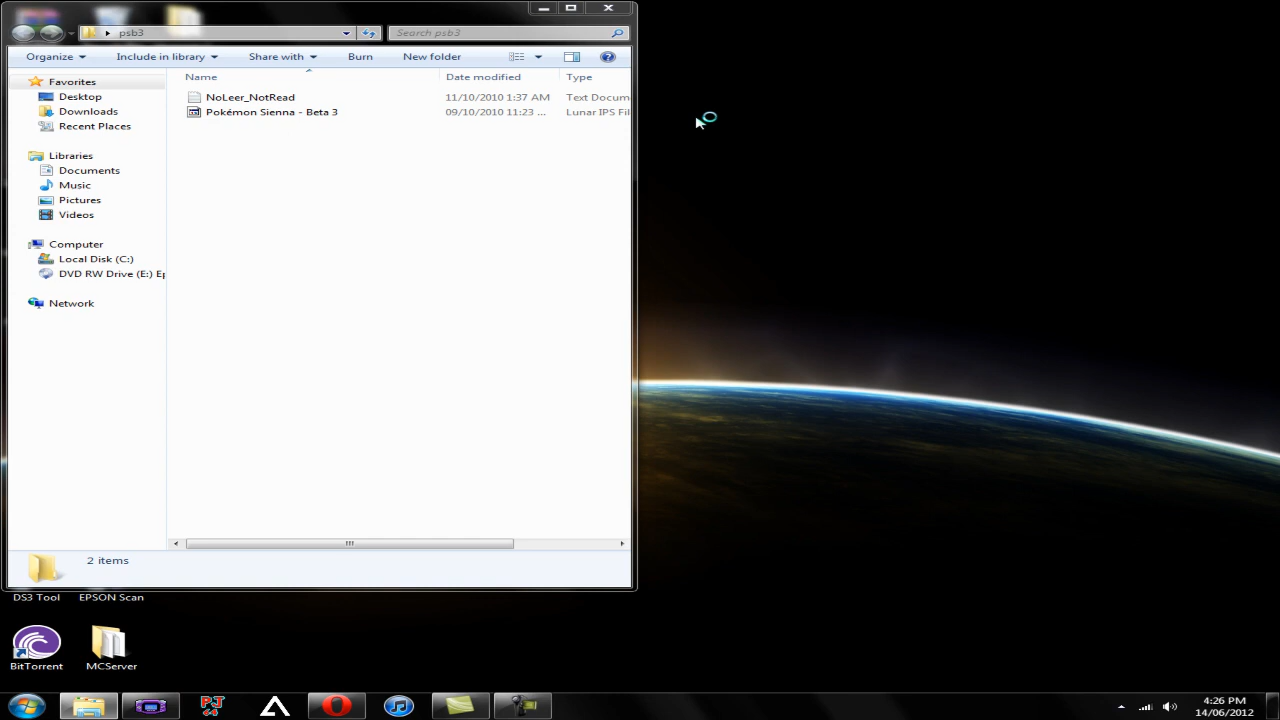 psb3
Search psb3
Organize Include in library Share with Burn New folder
Name Date modified Type
Favorites
Desktop
Downloads
Recent Places
Libraries
Documents
Music
Pictures
Videos
Computer
Local Disk (C:)
DVD RW Drive (E:) Ep
Network
NoLeer_NotRead 11/10/2010 1:37 AM Text Docum
Pokémon Sienna - Beta 3 09/10/2010 11:23 ... Lunar IPS Fil
2 items
DS3 Tool EPSON Scan
BitTorrent MCServer
4:26 PM
14/06/2012